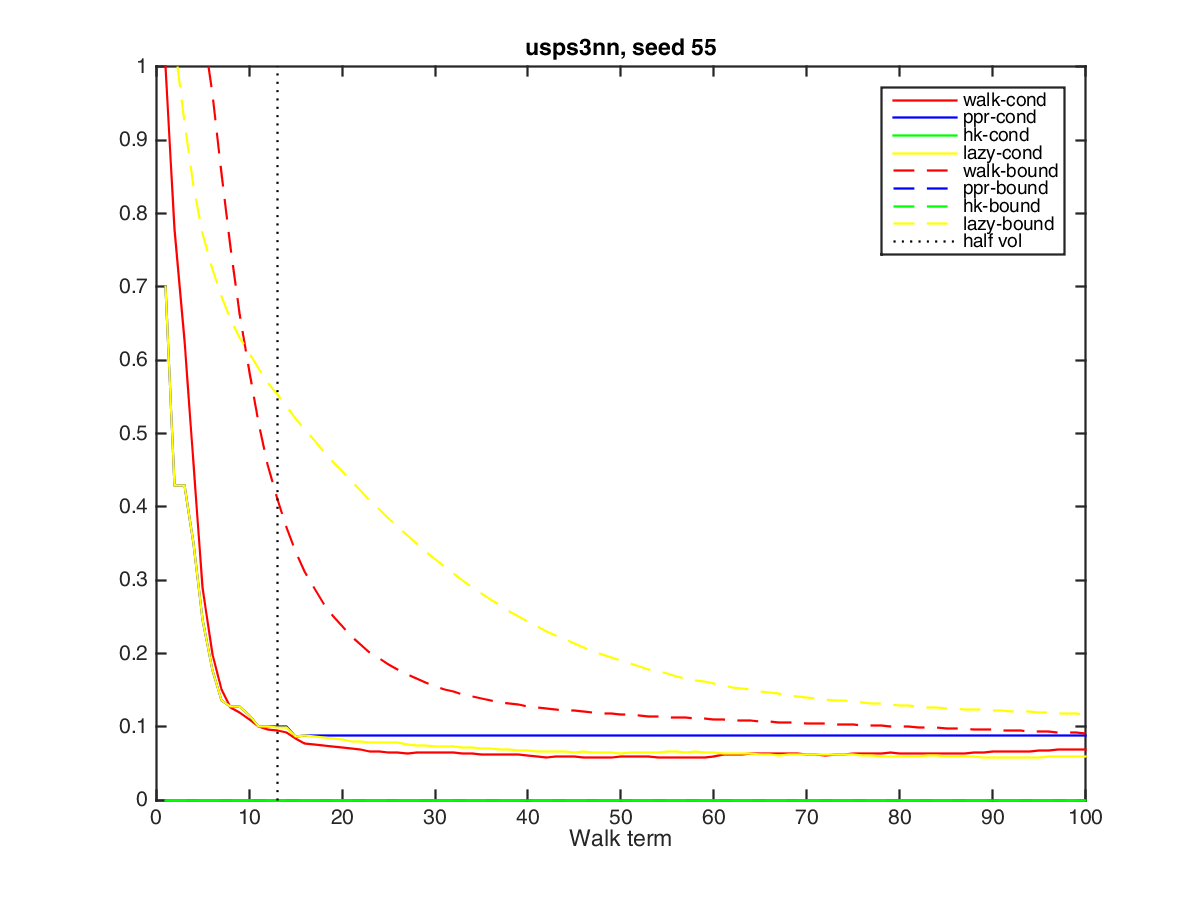 usps3nn, seed 55
1
0.9
0.8
0.7
0.6
0.5
0.4
0.3
0.2
0.1
0
walk-cond
ppr-cond
hk-cond
lazy-cond
walk-bound
ppr-bound
hk-bound
lazy-bound
half vol
0 10 20 30 40 50 60 70 80 90 100
Walk term